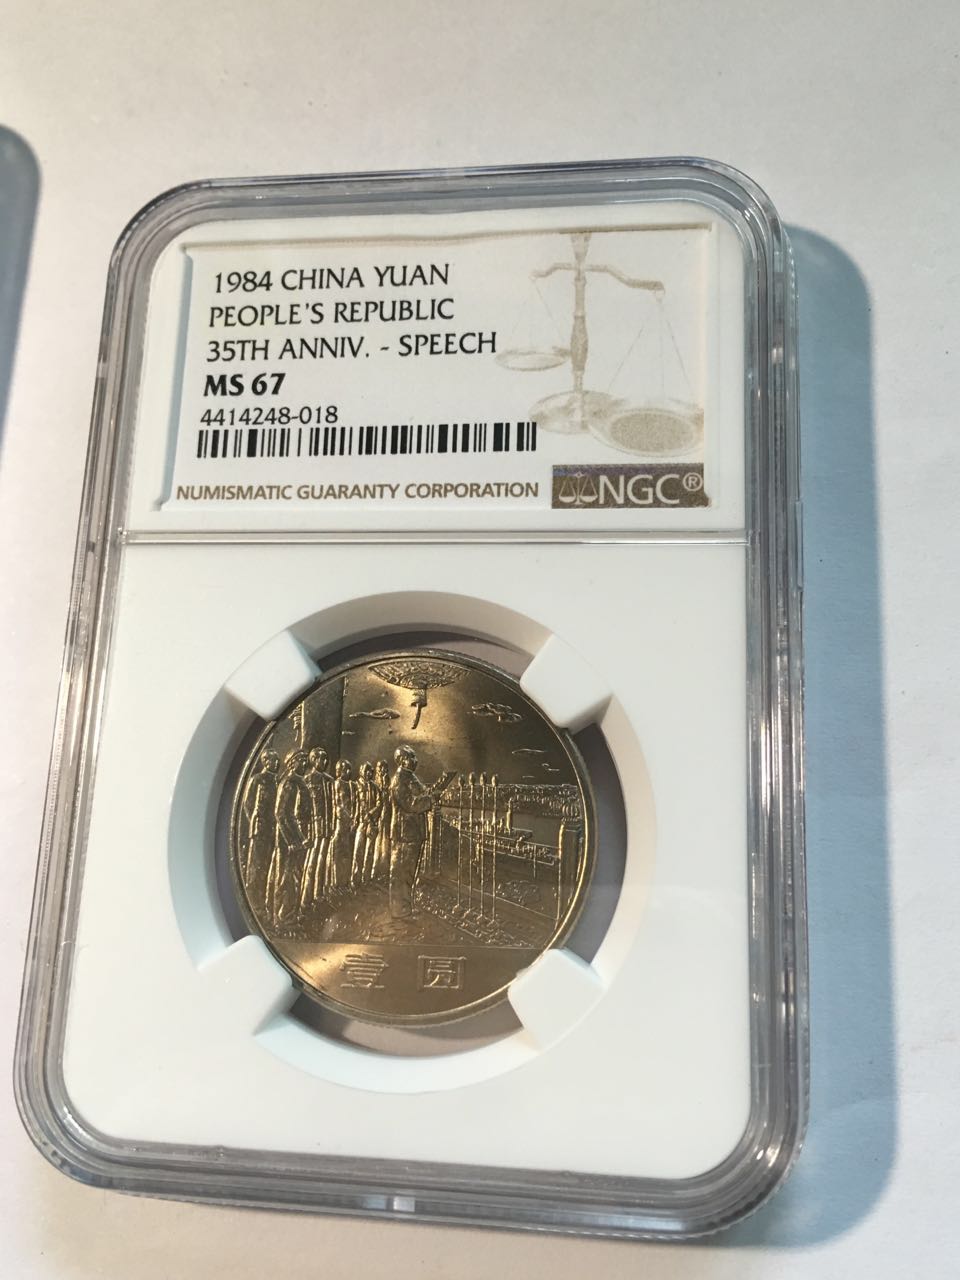 1984 CHINA YUAN
PEOPLE'S REPUBLIC
35TH ANNIV. - SPEECH
MS 67
4414248-018
NUMISMATIC GUARANTY CORPORATION
NGC®
壹 圆